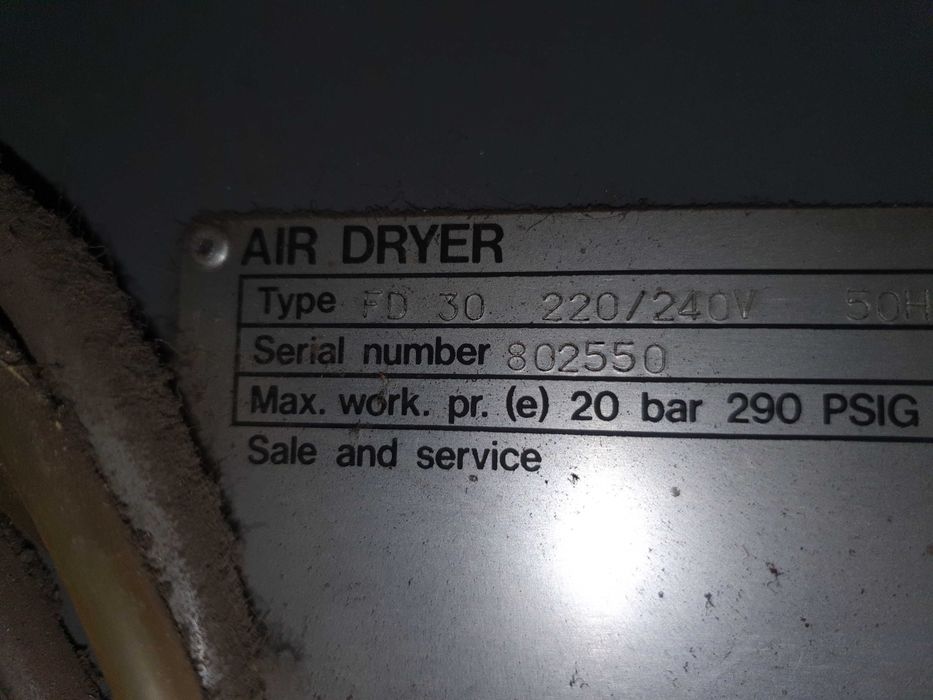 AIR DRYER
Type FD 30 220/240V 50H
Serial number 802550
Max. work. pr. (e) 20 bar 290 PSIG
Sale and service